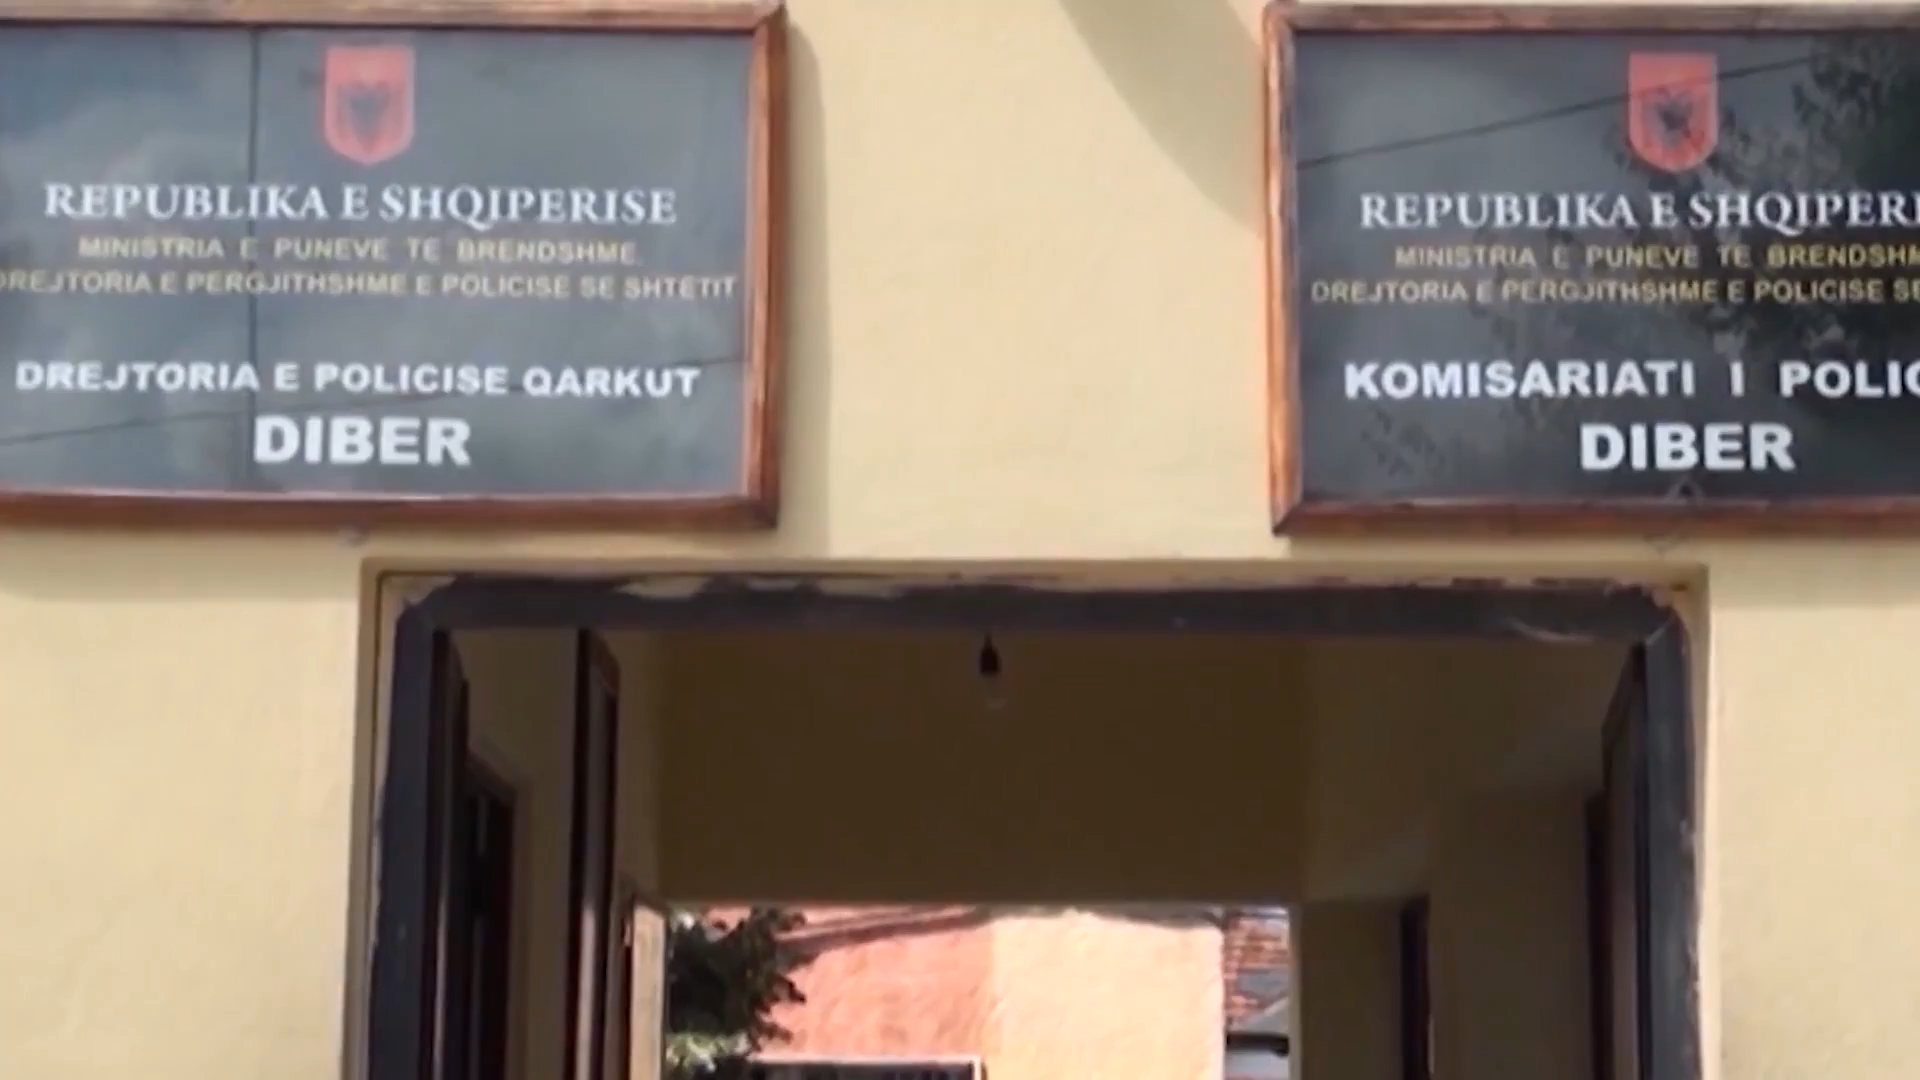 REPUBLIKA E SHQIPERISE
MINISTRIA E PUNEVE TE BRENDSHME
DREJTORIA E PERGJITHSHME E POLICISE SE SHTETIT
DREJTORIA E POLICISE QARKUT
DIBER
REPUBLIKA E SHQIPERI
MINISTRIA E PUNEVE TE BRENDSHM
DREJTORIA E PERGJITHSHME E POLICISE SE
KOMISARIATI I POLIC
DIBER